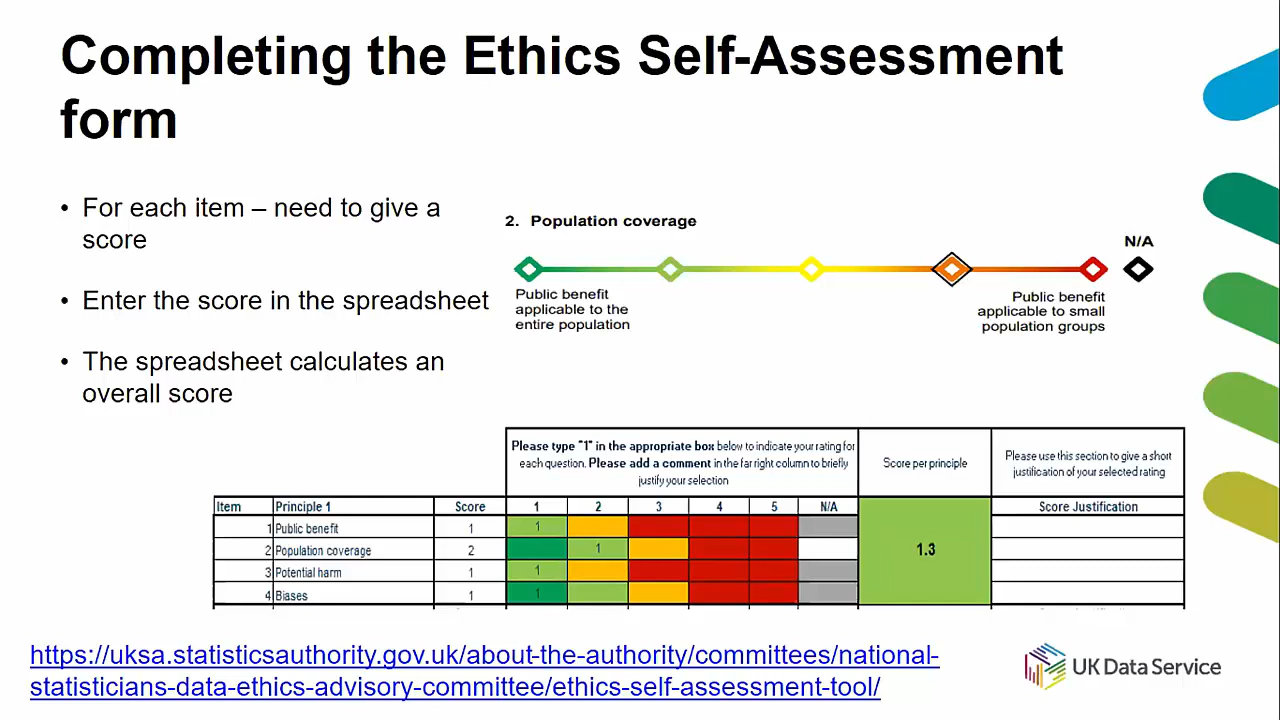 Completing the Ethics Self-Assessment
form
• For each item – need to give a
score
• Enter the score in the spreadsheet
• The spreadsheet calculates an
overall score
2. Population coverage
N/A
Public benefit
applicable to the
entire population
Public benefit
applicable to small
population groups
Please type "1" in the appropriate box below to indicate your rating for
each question. Please add a comment in the far right column to briefly
justify your selection
Score per principle
Please use this section to give a short
justification of your selected rating
Item Principle 1 Score 1 2 3 4 5 N/A Score Justification
1 Public benefit 1 1
2 Population coverage 2 1
1.3
3 Potential harm 1 1
4 Biases 1 1
https://uksa.statisticsauthority.gov.uk/about-the-authority/committees/national-
statisticians-data-ethics-advisory-committee/ethics-self-assessment-tool/
UK Data Service